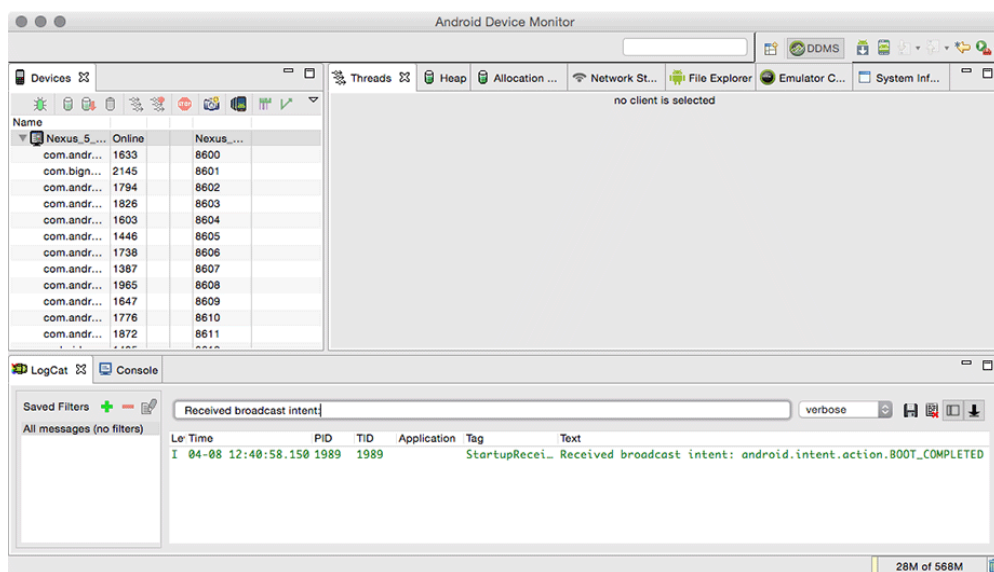 Android Device Monitor
DDMS
Devices
Threads Heap Allocation ... Network St... File Explorer Emulator C... System Inf...
no client is selected
Name
Nexus_5_... Online Nexus_...
com.andr... 1633 8600
com.bign... 2145 8601
com.andr... 1794 8602
com.andr... 1826 8603
com.andr... 1603 8604
com.andr... 1446 8605
com.andr... 1738 8606
com.andr... 1387 8607
com.andr... 1965 8608
com.andr... 1647 8609
com.andr... 1776 8610
com.andr... 1872 8611
LogCat Console
Saved Filters
Received broadcast intent:
verbose
All messages (no filters)
Le Time PID TID Application Tag Text
I 04-08 12:40:58.150 1989 1989 StartupRecei… Received broadcast intent: android.intent.action.BOOT_COMPLETED
28M of 568M